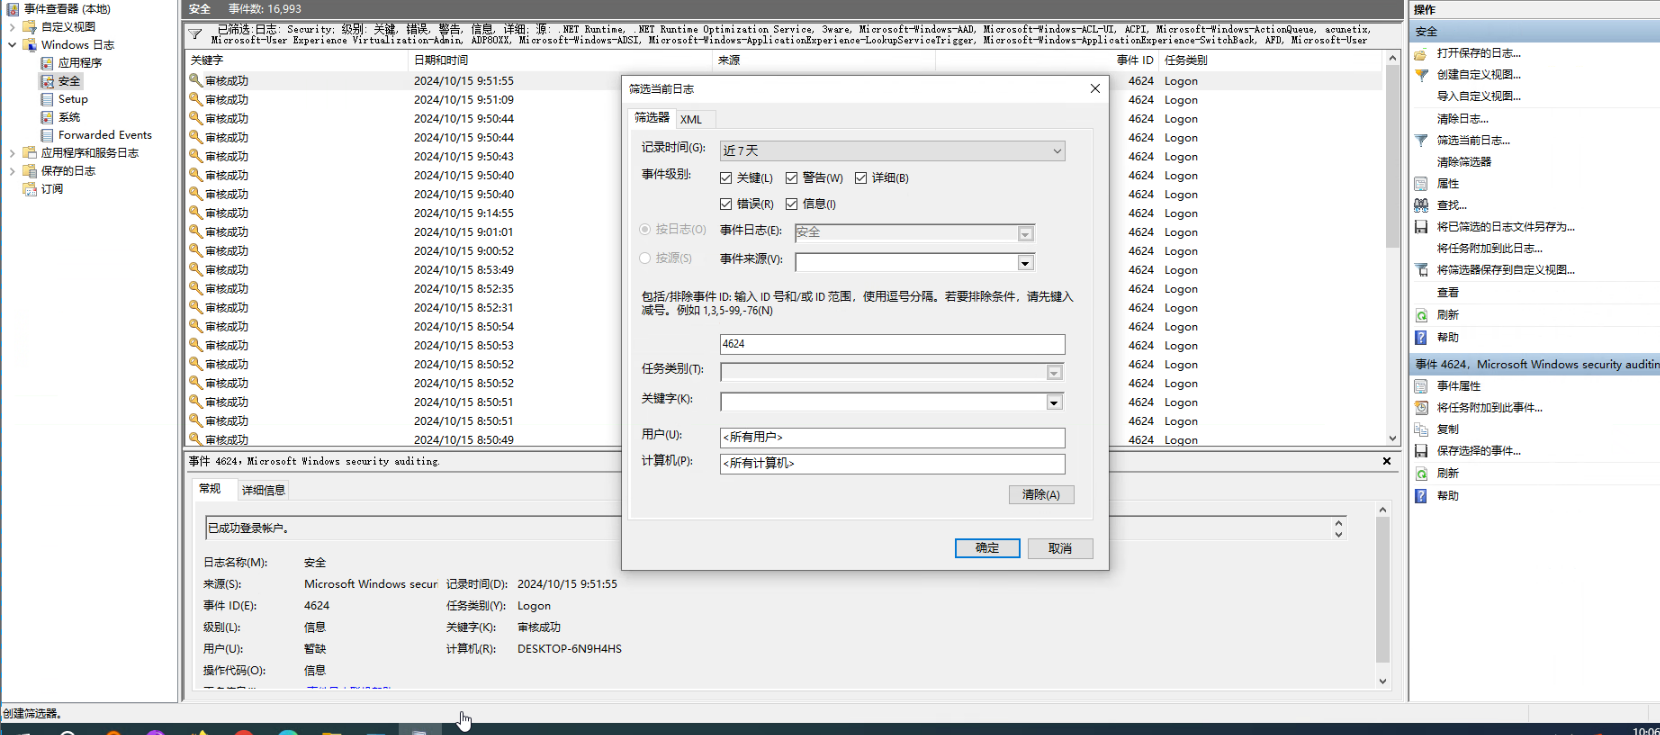 事件查看器 (本地)
自定义视图
Windows 日志
应用程序
安全
Setup
系统
Forwarded Events
应用程序和服务日志
保存的日志
订阅
安全 事件数: 16,993
已筛选:日志: Security; 级别: 关键, 错误, 警告, 信息, 详细; 源: .NET Runtime, .NET Runtime Optimization Service, 3ware, Microsoft-Windows-AAD, Microsoft-Windows-ACL-UI, ACPI, Microsoft-Windows-ActionQueue, acunetix,
Microsoft-User Experience Virtualization-Admin, ADP80XX, Microsoft-Windows-ADSI, Microsoft-Windows-ApplicationExperience-LookupServiceTrigger, Microsoft-Windows-ApplicationExperience-SwitchBack, AFD, Microsoft-User
关键字 日期和时间 来源 事件 ID 任务类别
审核成功 2024/10/15 9:51:55 4624 Logon
审核成功 2024/10/15 9:51:09 4624 Logon
审核成功 2024/10/15 9:50:44 4624 Logon
审核成功 2024/10/15 9:50:44 4624 Logon
审核成功 2024/10/15 9:50:43 4624 Logon
审核成功 2024/10/15 9:50:40 4624 Logon
审核成功 2024/10/15 9:50:40 4624 Logon
审核成功 2024/10/15 9:14:55 4624 Logon
审核成功 2024/10/15 9:01:01 4624 Logon
审核成功 2024/10/15 9:00:52 4624 Logon
审核成功 2024/10/15 8:53:49 4624 Logon
审核成功 2024/10/15 8:52:35 4624 Logon
审核成功 2024/10/15 8:52:31 4624 Logon
审核成功 2024/10/15 8:50:54 4624 Logon
审核成功 2024/10/15 8:50:53 4624 Logon
审核成功 2024/10/15 8:50:52 4624 Logon
审核成功 2024/10/15 8:50:52 4624 Logon
审核成功 2024/10/15 8:50:51 4624 Logon
审核成功 2024/10/15 8:50:51 4624 Logon
审核成功 2024/10/15 8:50:49 4624 Logon
事件 4624, Microsoft Windows security auditing.
常规 详细信息
已成功登录帐户。
日志名称(M): 安全
来源(S): Microsoft Windows secur 记录时间(D): 2024/10/15 9:51:55
事件 ID(E): 4624 任务类别(Y): Logon
级别(L): 信息 关键字(K): 审核成功
用户(U): 暂缺 计算机(R): DESKTOP-6N9H4HS
操作代码(O): 信息
筛选当前日志
筛选器 XML
记录时间(G): 近 7 天
事件级别: 关键(L) 警告(W) 详细(B)
错误(R) 信息(I)
按日志(O) 事件日志(E): 安全
按源(S) 事件来源(V):
包括/排除事件 ID: 输入 ID 号和/或 ID 范围，使用逗号分隔。若要排除条件，请先键入
减号。例如 1,3,5-99,-76(N)
4624
任务类别(T):
关键字(K):
用户(U): <所有用户>
计算机(P): <所有计算机>
清除(A)
确定 取消
操作
安全
打开保存的日志...
创建自定义视图...
导入自定义视图...
清除日志...
筛选当前日志...
清除筛选器
属性
查找...
将已筛选的日志文件另存为...
将任务附加到此日志...
将筛选器保存到自定义视图...
查看
刷新
帮助
事件 4624，Microsoft Windows security auditin
事件属性
将任务附加到此事件...
复制
保存选择的事件...
刷新
帮助
创建筛选器。
10:06